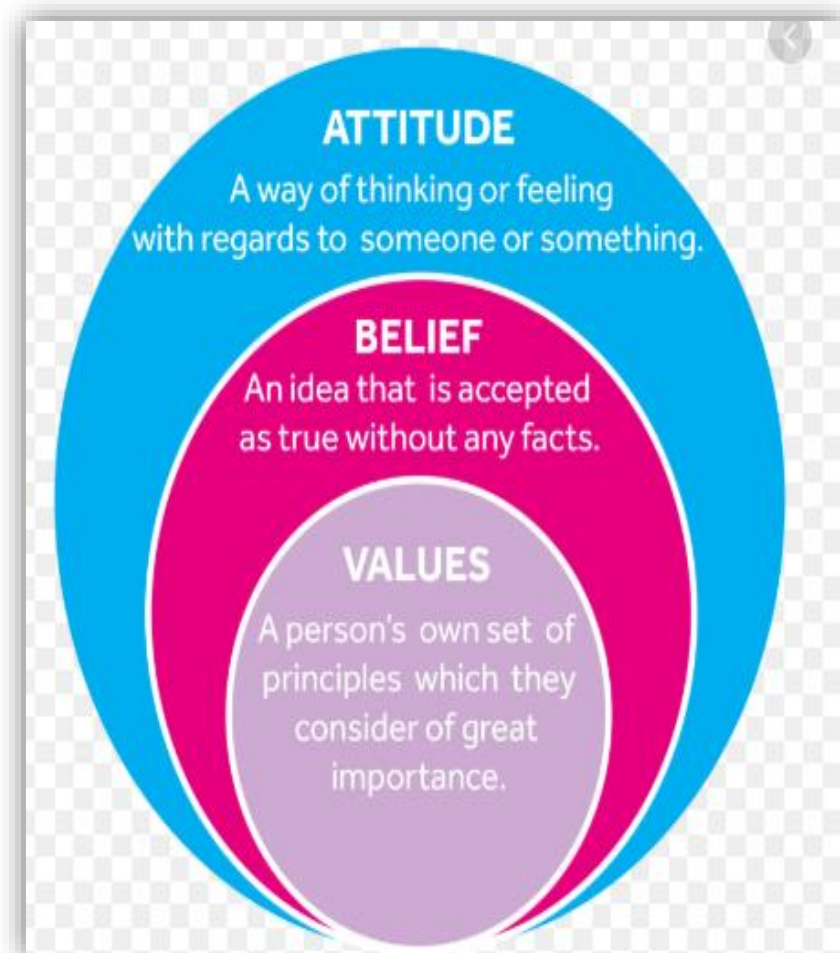 ATTITUDE
A way of thinking or feeling
with regards to someone or something.
BELIEF
An idea that is accepted
as true without any facts.
VALUES
A person's own set of
principles which they
consider of great
importance.